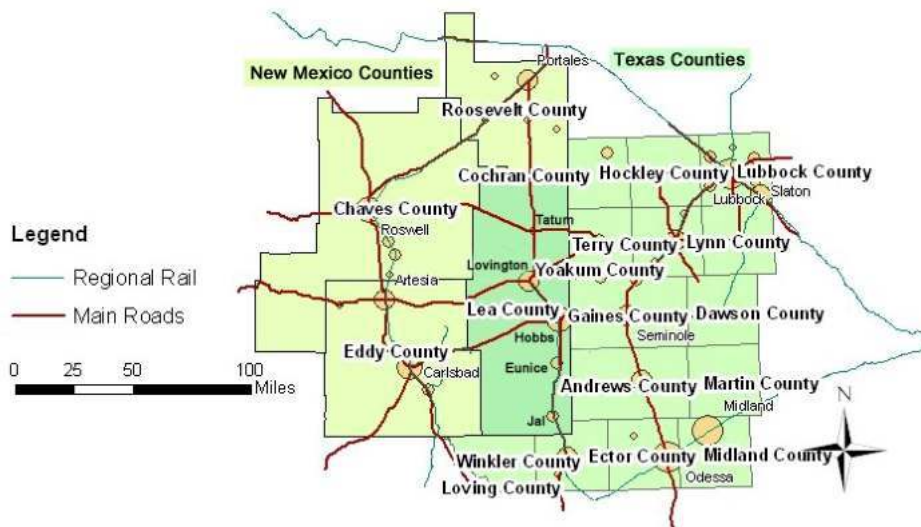 Portales
New Mexico Counties
Texas Counties
Roosevelt County
Cochran County
Hockley County
Lubbock County
Slaton
Lubbock
Chaves County
Roswell
Tatum
Terry County
Lynn County
Legend
Regional Rail
Main Roads
Lovington
Yoakum County
Artesia
Lea County
Gaines County
Dawson County
Hobbs
Seminole
Eddy County
Carlsbad
Eunice
0 50 100
Miles
Andrews County
Martin County
Midland
Jal
N
Winkler County
Ector County
Midland County
Odessa
Loving County